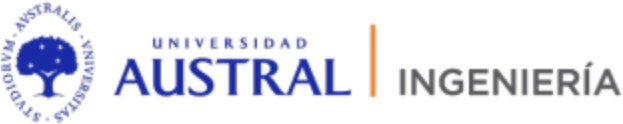 STVDIORVM · AVSTRALIS · VNIVERSITAS ·
UNIVERSIDAD
AUSTRAL
INGENIERÍA